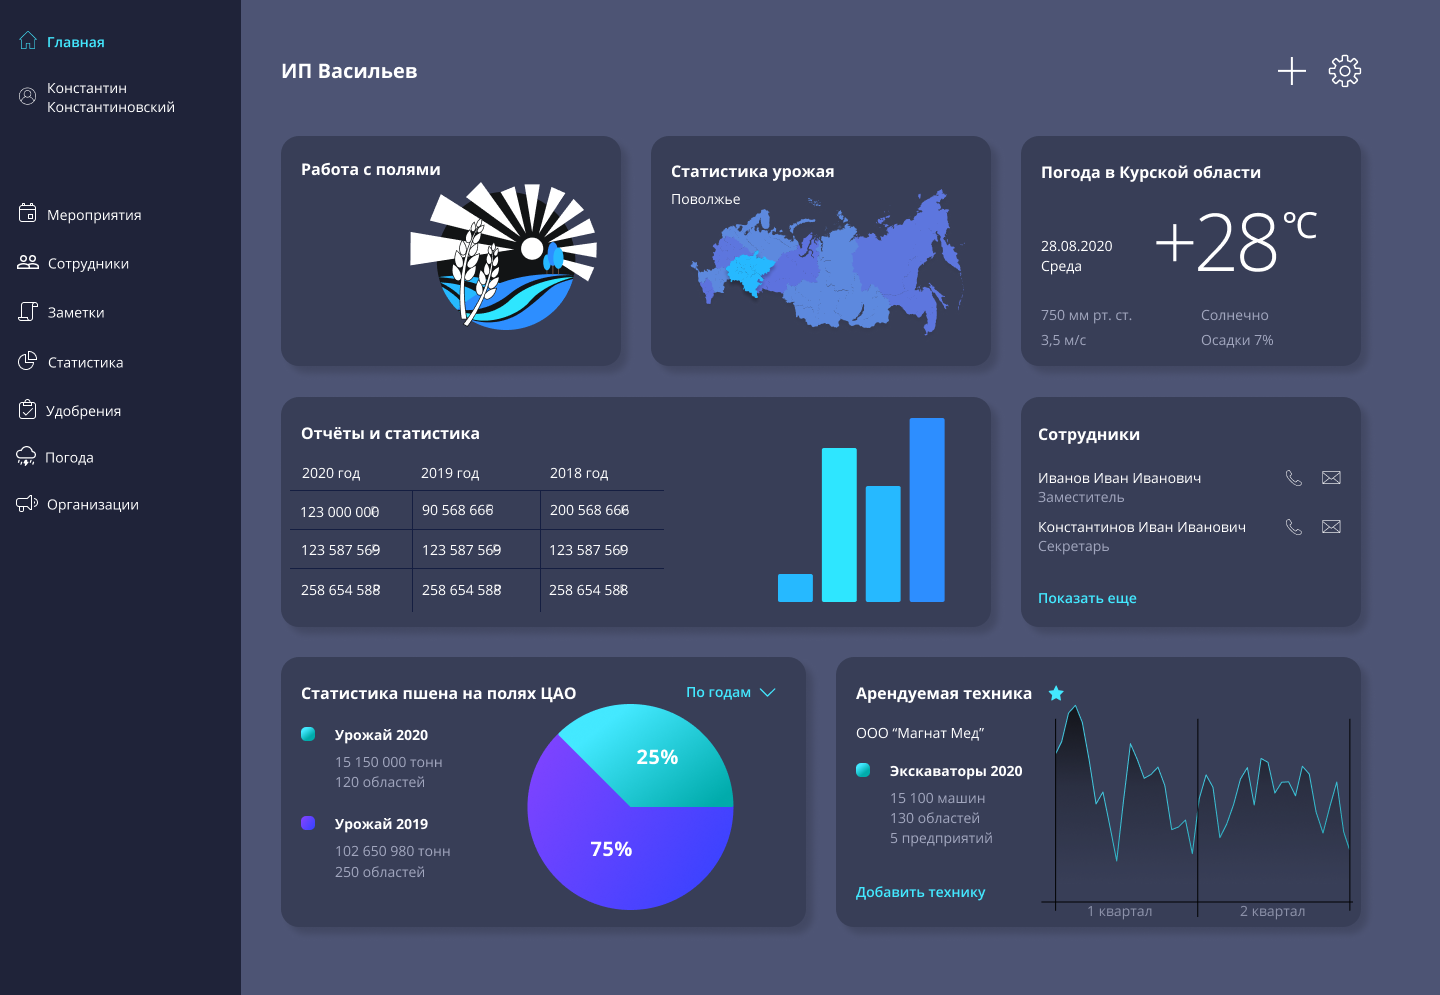 Главная
Константин
Константиновский
Мероприятия
Сотрудники
Заметки
Статистика
Удобрения
Погода
Организации
ИП Васильев
Работа с полями
Статистика урожая
Поволжье
Погода в Курской области
28.08.2020
Среда
+28°C
750 мм рт. ст.
Солнечно
3,5 м/с
Осадки 7%
Отчёты и статистика
2020 год 2019 год 2018 год
123 000 000 90 568 666 200 568 666
123 587 569 123 587 569 123 587 569
258 654 588 258 654 588 258 654 588
Сотрудники
Иванов Иван Иванович
Заместитель
Константинов Иван Иванович
Секретарь
Показать еще
Статистика пшена на полях ЦАО
По годам
Урожай 2020
15 150 000 тонн
120 областей
Урожай 2019
102 650 980 тонн
250 областей
25%
75%
Арендуемая техника
ООО “Магнат Мед”
Экскаваторы 2020
15 100 машин
130 областей
5 предприятий
Добавить технику
1 квартал
2 квартал